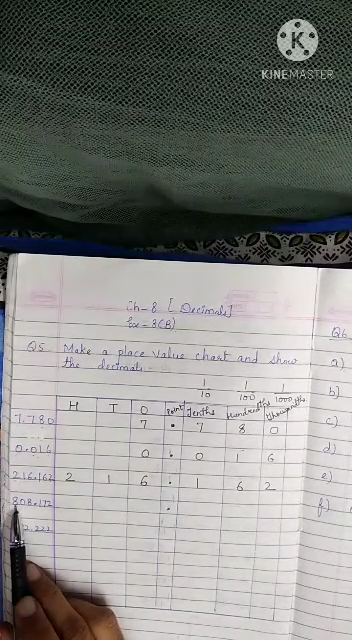 K
KINEMASTER
Ch-8 [Decimals]
Ex-8(B)
Q5 Make a place value chart and show
the decimals.
1/10 1/100 1/1000
H T O Point Tenths Hundredths Thousandths
7.780 7 . 7 8 0
0.016 0 . 0 1 6
216.162 2 1 6 . 1 6 2
808.172 .
2.222
Q6
a)
b)
c)
d)
e)
f)